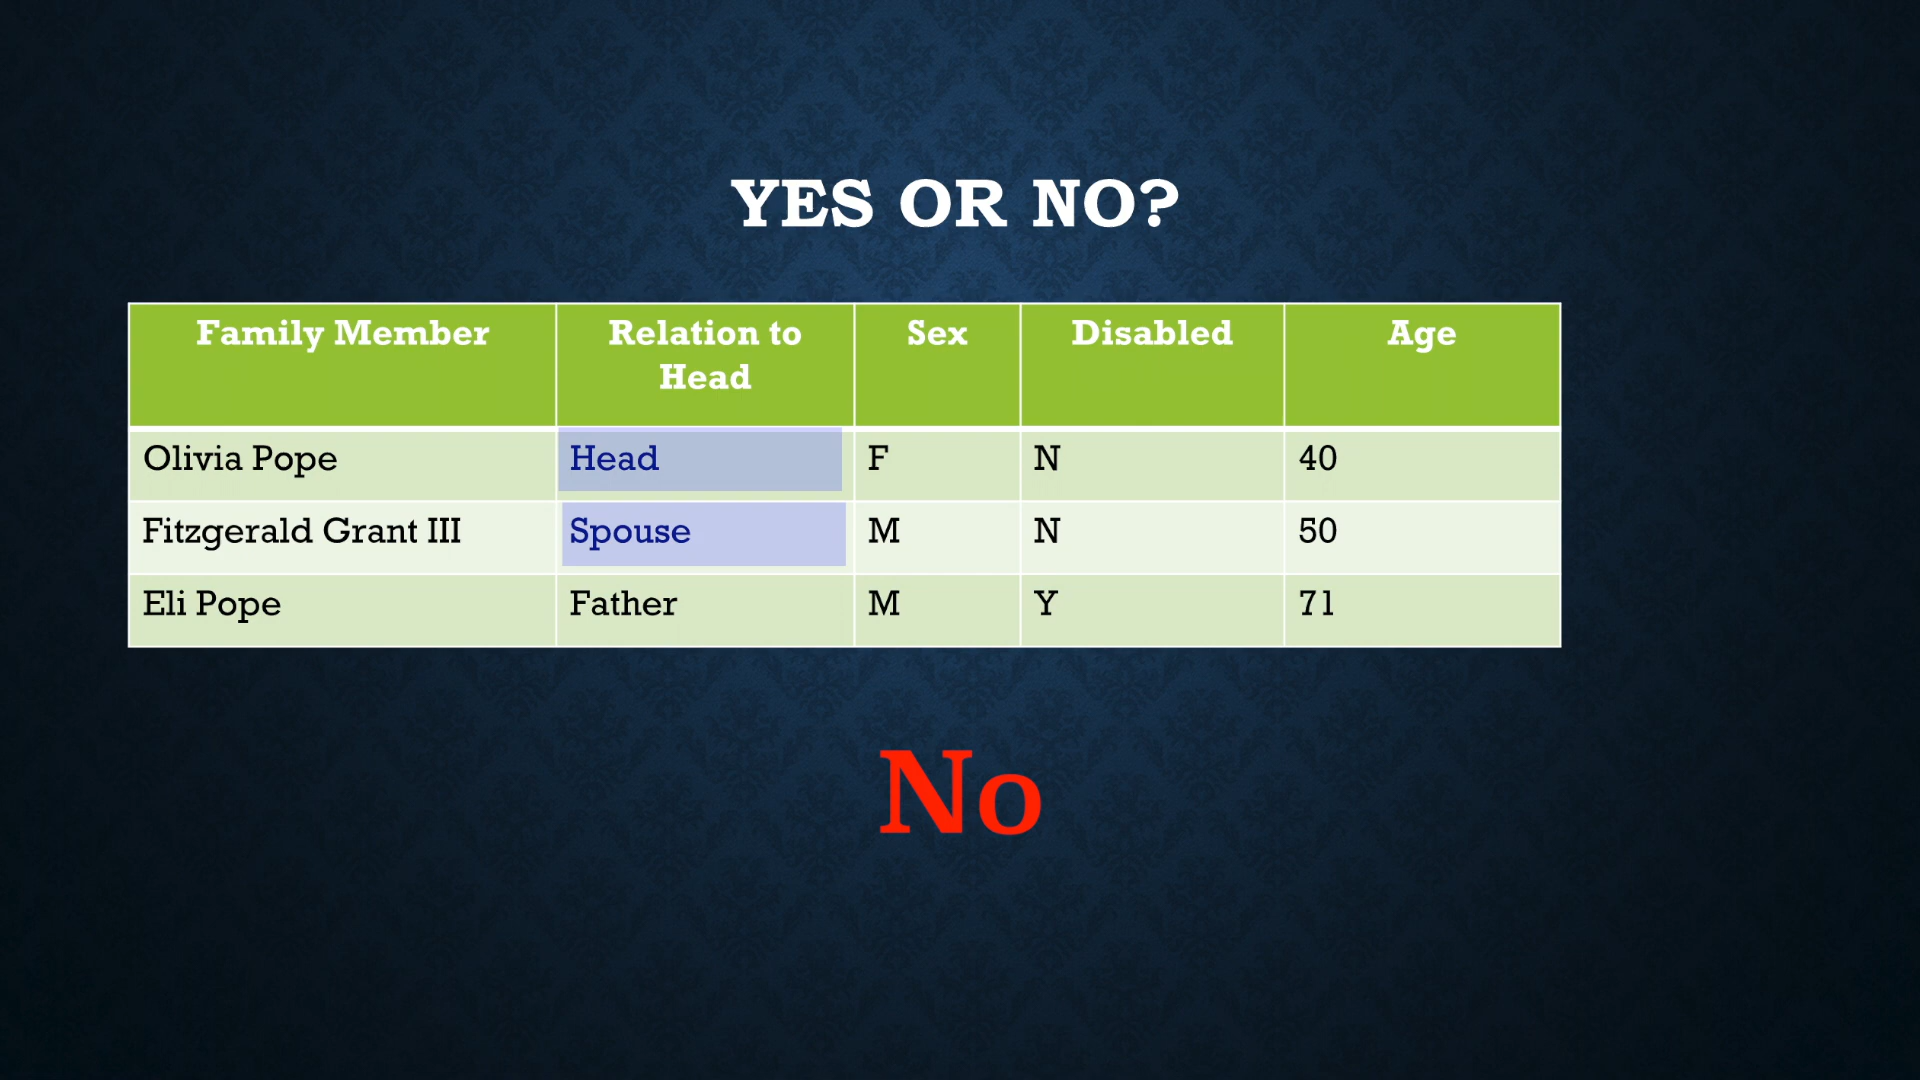 YES OR NO?
Family Member Relation to Head Sex Disabled Age
Olivia Pope Head F N 40
Fitzgerald Grant III Spouse M N 50
Eli Pope Father M Y 71
No